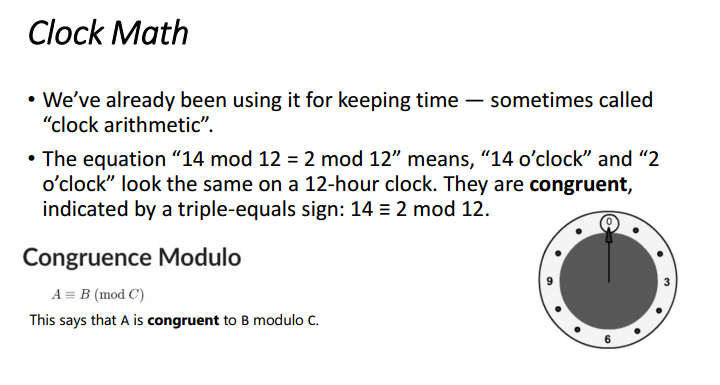 Clock Math
• We’ve already been using it for keeping time — sometimes called
“clock arithmetic”.
• The equation “14 mod 12 = 2 mod 12” means, “14 o’clock” and “2
o’clock” look the same on a 12-hour clock. They are congruent,
indicated by a triple-equals sign: 14 ≡ 2 mod 12.
Congruence Modulo
A ≡ B (mod C)
This says that A is congruent to B modulo C.
0
9
3
6